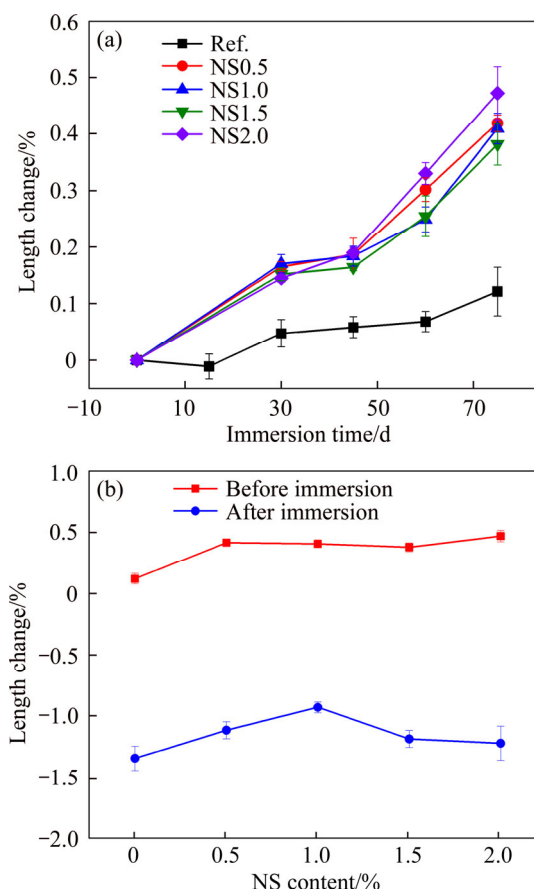 (a)
Ref.
NS0.5
NS1.0
NS1.5
NS2.0
0.6
0.5
0.4
0.3
0.2
0.1
0
Length change/%
−10 10 30 50 70
Immersion time/d
(b)
Before immersion
After immersion
1.0
0.5
0
−0.5
−1.0
−1.5
−2.0
Length change/%
0 0.5 1.0 1.5 2.0
NS content/%